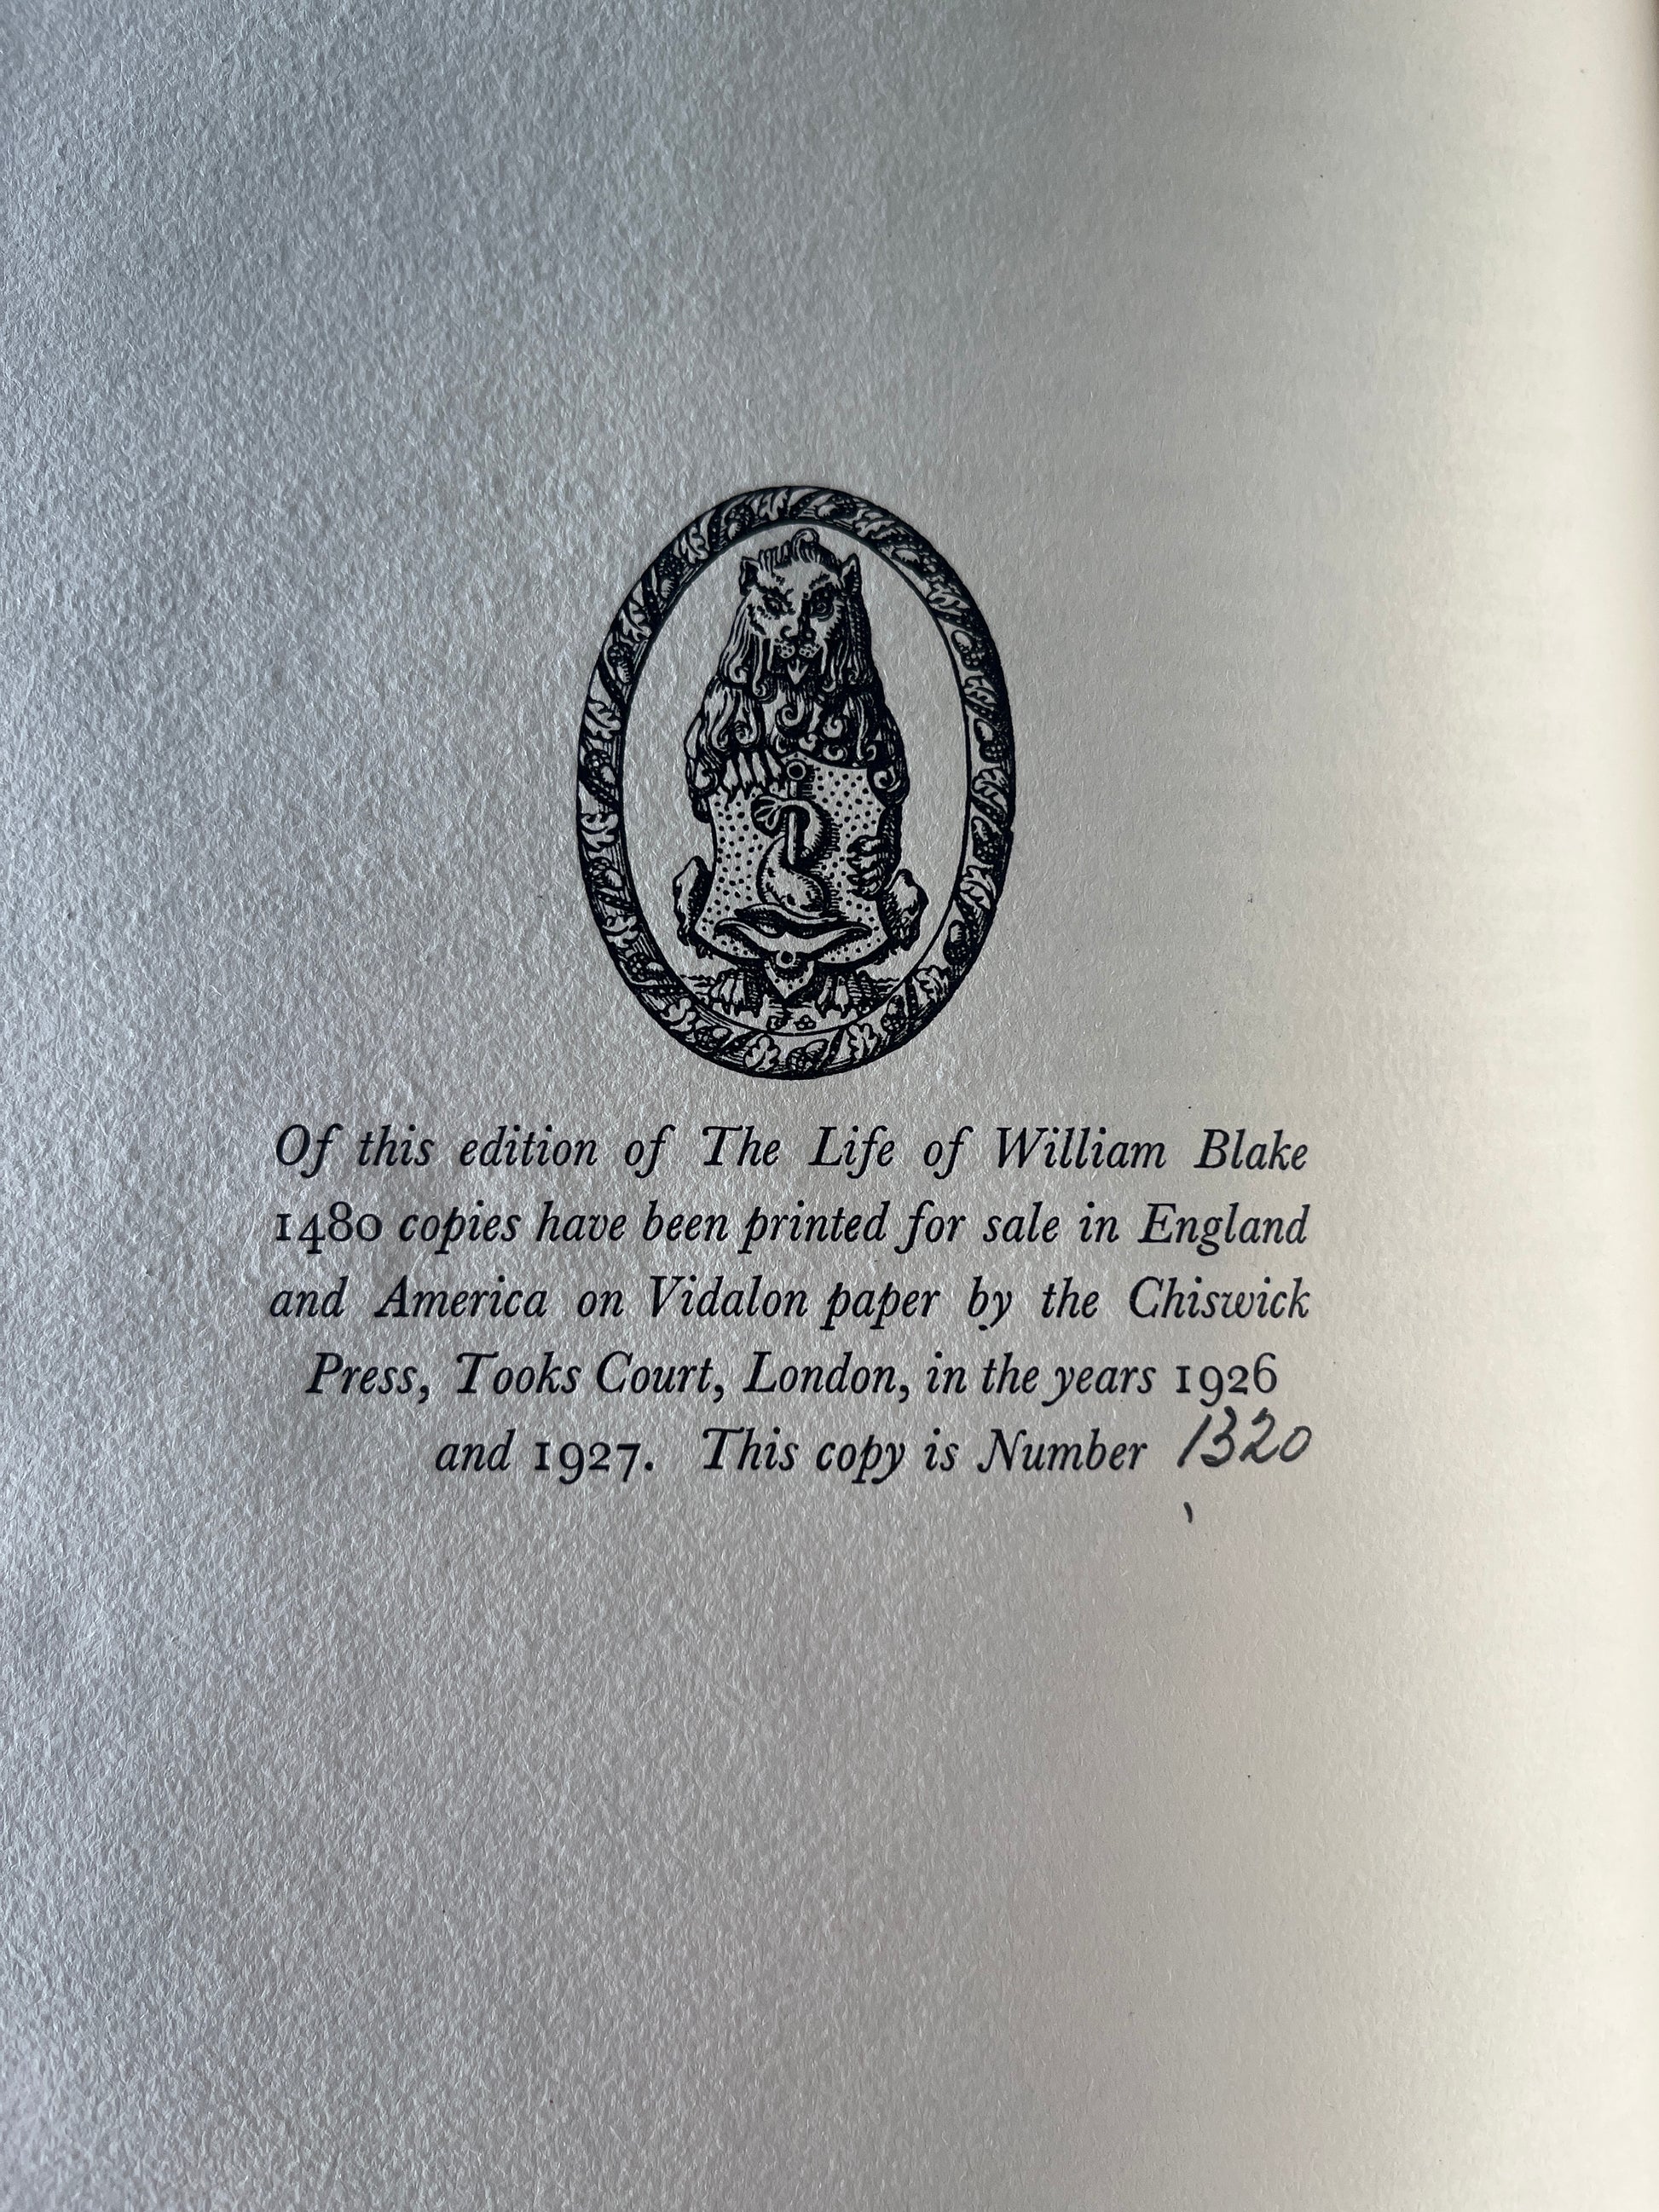 Of this edition of The Life of William Blake
1480 copies have been printed for sale in England
and America on Vidalon paper by the Chiswick
Press, Tooks Court, London, in the years 1926
and 1927. This copy is Number 1320